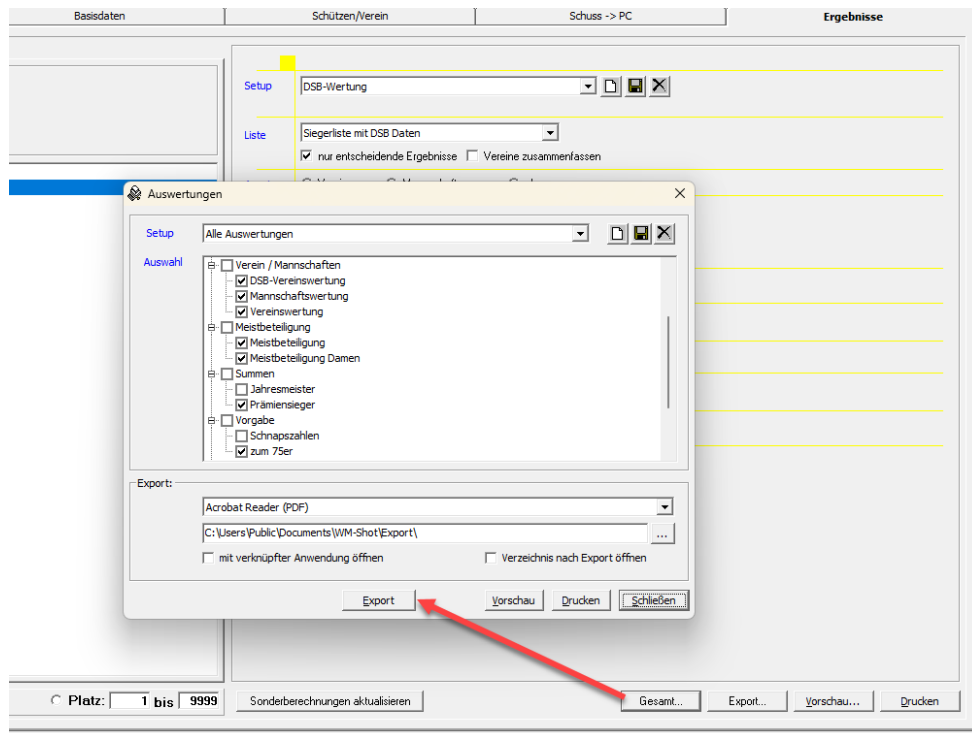 Basisdaten Schützen/Verein Schuss -> PC Ergebnisse
Setup DSB-Wertung
Liste Siegerliste mit DSB Daten
nur entscheidende Ergebnisse Vereine zusammenfassen
Auswertungen
Setup Alle Auswertungen
Auswahl Verein / Mannschaften
DSB-Vereinswertung
Mannschaftswertung
Vereinswertung
Meistbeteiligung
Meistbeteiligung
Meistbeteiligung Damen
Summen
Jahresmeister
Prämiensieger
Vorgabe
Schnapszahlen
zum 75er
Export:
Acrobat Reader (PDF)
C:\Users\Public\Documents\WM-Shot\Export\ ...
mit verknüpfter Anwendung öffnen Verzeichnis nach Export öffnen
Export Vorschau Drucken Schließen
Platz: 1 bis 9999 Sonderberechnungen aktualisieren Gesamt... Export... Vorschau... Drucken